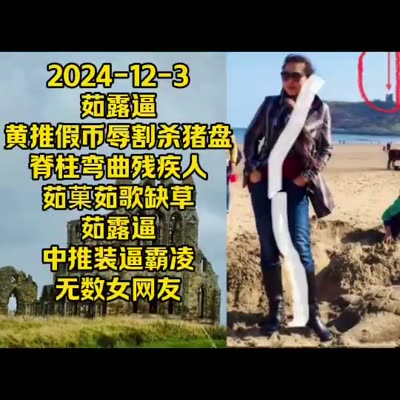 2024-12-3
茹露逼
黄推假币辱割杀猪盘
脊柱弯曲残疾人
茹菓茹歌缺草
茹露逼
中推装逼霸凌
无数女网友